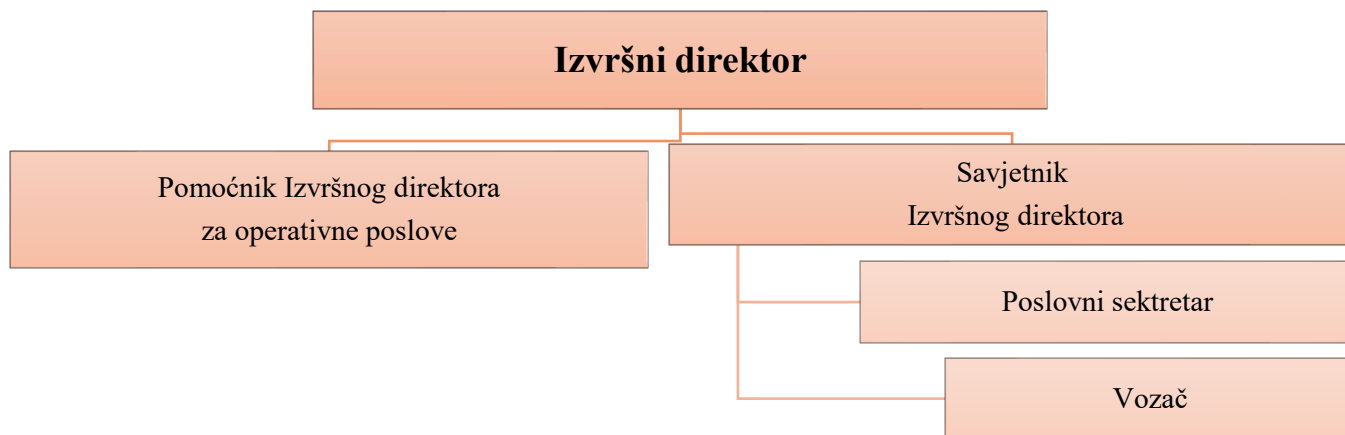 Izvršni direktor
Pomoćnik Izvršnog direktora
za operativne poslove
Savjetnik
Izvršnog direktora
Poslovni sektretar
Vozač